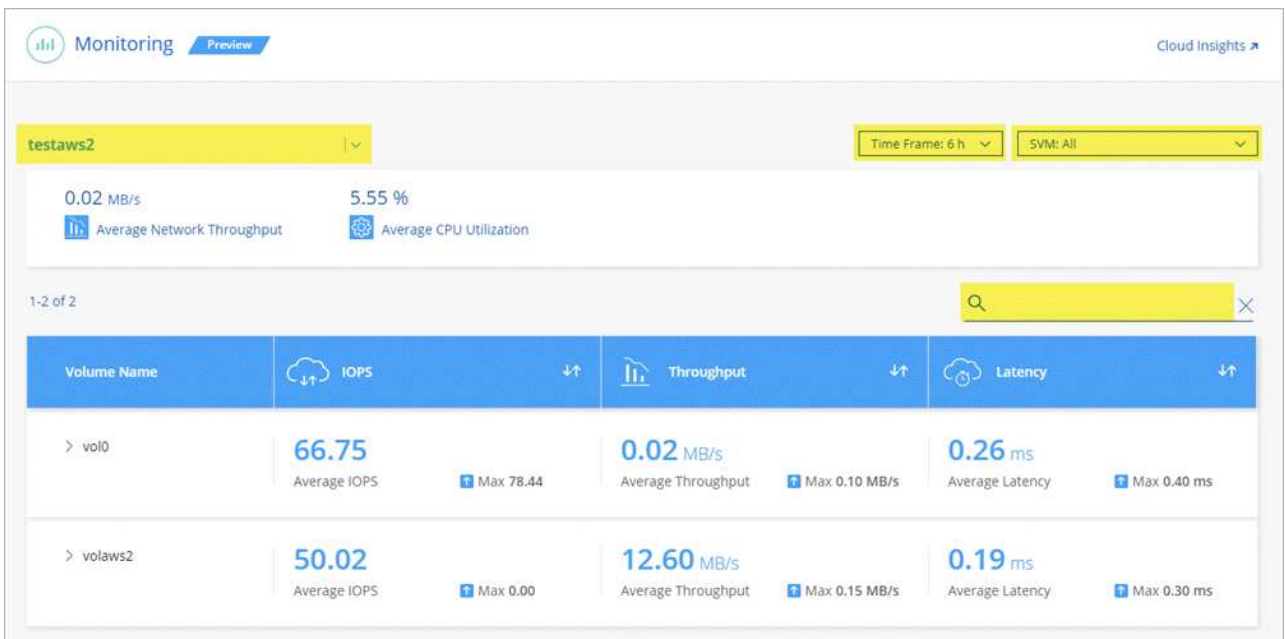 Monitoring Preview Cloud Insights
testaws2 Time Frame: 6 h SVM: All
0.02 MB/s 5.55 %
Average Network Throughput Average CPU Utilization
1-2 of 2
Volume Name IOPS Throughput Latency
vol0 66.75 0.02 MB/s 0.26 ms
Average IOPS Max 78.44 Average Throughput Max 0.10 MB/s Average Latency Max 0.40 ms
volaws2 50.02 12.60 MB/s 0.19 ms
Average IOPS Max 0.00 Average Throughput Max 0.15 MB/s Average Latency Max 0.30 ms